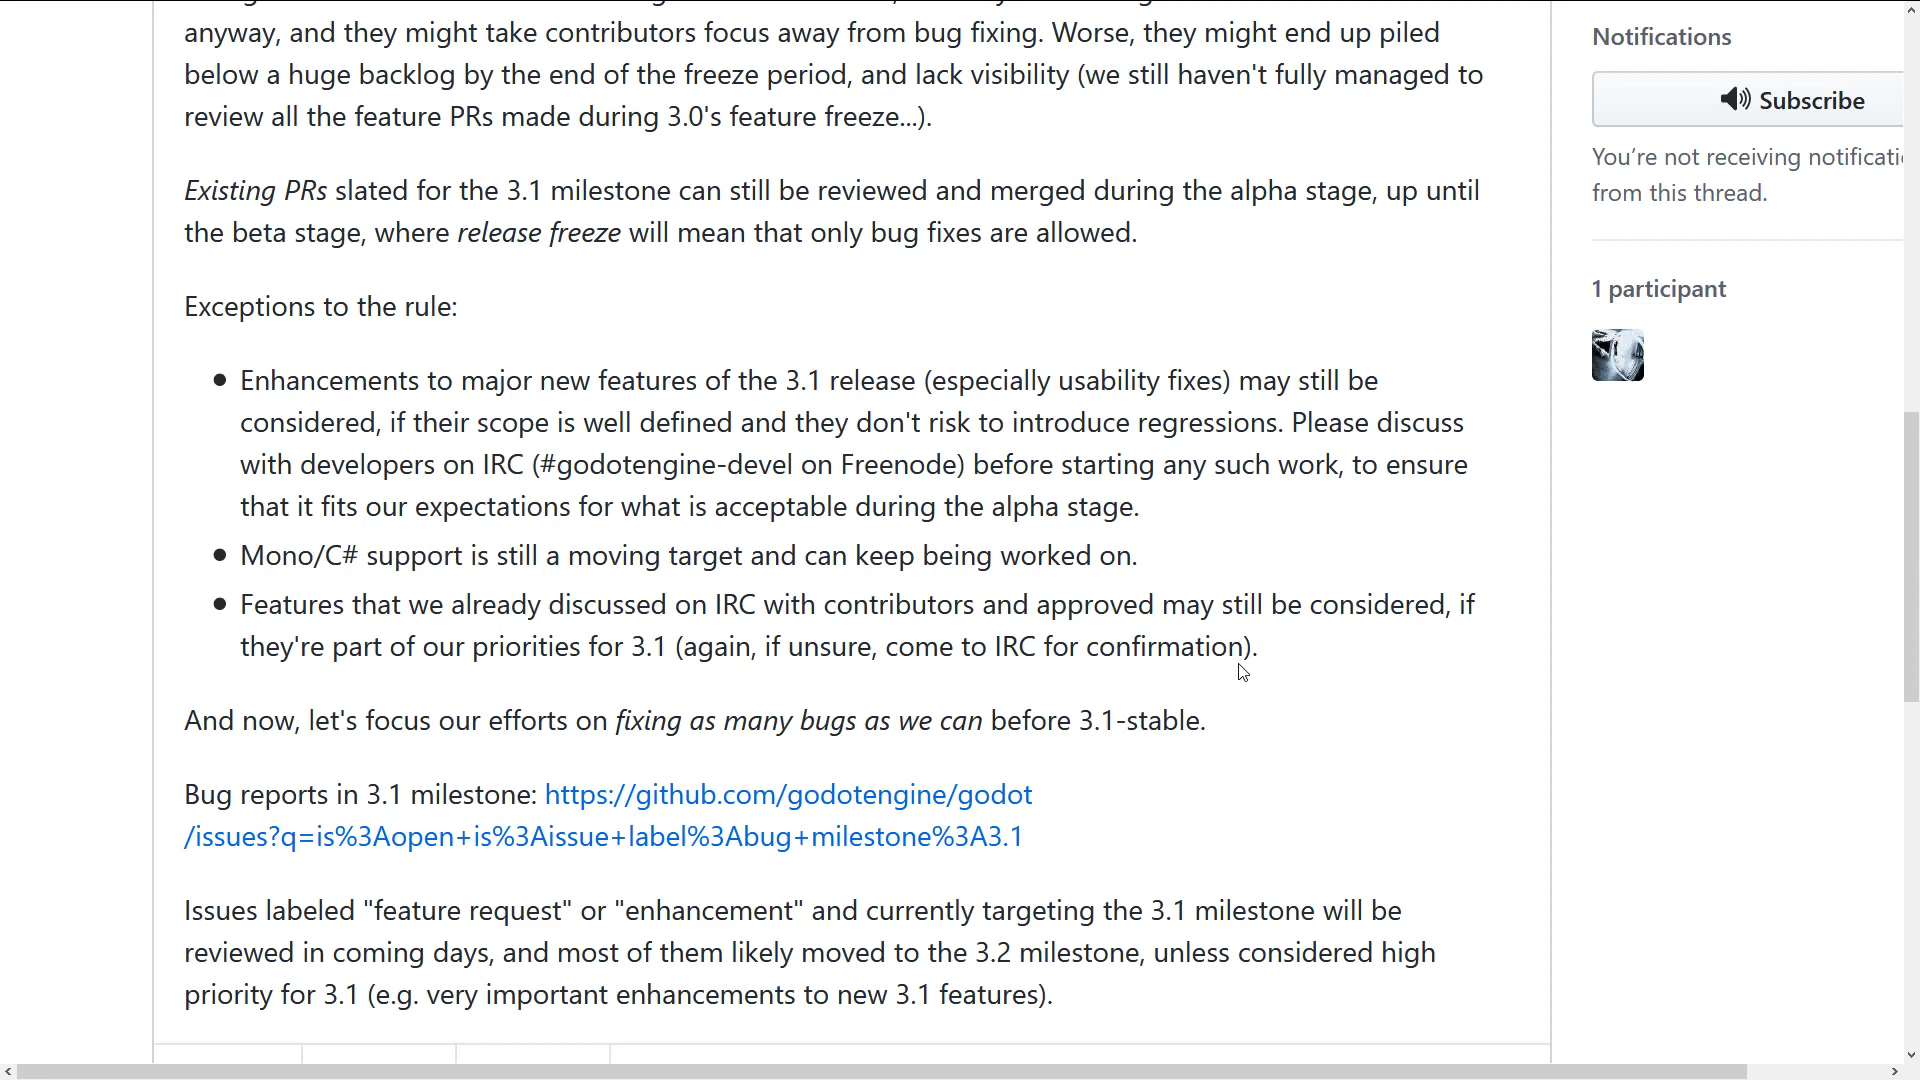 anyway, and they might take contributors focus away from bug fixing. Worse, they might end up piled
below a huge backlog by the end of the freeze period, and lack visibility (we still haven't fully managed to
review all the feature PRs made during 3.0's feature freeze...).
Existing PRs slated for the 3.1 milestone can still be reviewed and merged during the alpha stage, up until
the beta stage, where release freeze will mean that only bug fixes are allowed.
Exceptions to the rule:
● Enhancements to major new features of the 3.1 release (especially usability fixes) may still be
considered, if their scope is well defined and they don't risk to introduce regressions. Please discuss
with developers on IRC (#godotengine-devel on Freenode) before starting any such work, to ensure
that it fits our expectations for what is acceptable during the alpha stage.
● Mono/C# support is still a moving target and can keep being worked on.
● Features that we already discussed on IRC with contributors and approved may still be considered, if
they're part of our priorities for 3.1 (again, if unsure, come to IRC for confirmation).
And now, let's focus our efforts on fixing as many bugs as we can before 3.1-stable.
Bug reports in 3.1 milestone: https://github.com/godotengine/godot
/issues?q=is%3Aopen+is%3Aissue+label%3Abug+milestone%3A3.1
Issues labeled "feature request" or "enhancement" and currently targeting the 3.1 milestone will be
reviewed in coming days, and most of them likely moved to the 3.2 milestone, unless considered high
priority for 3.1 (e.g. very important enhancements to new 3.1 features).
Notifications
Subscribe
You're not receiving notificati
from this thread.
1 participant